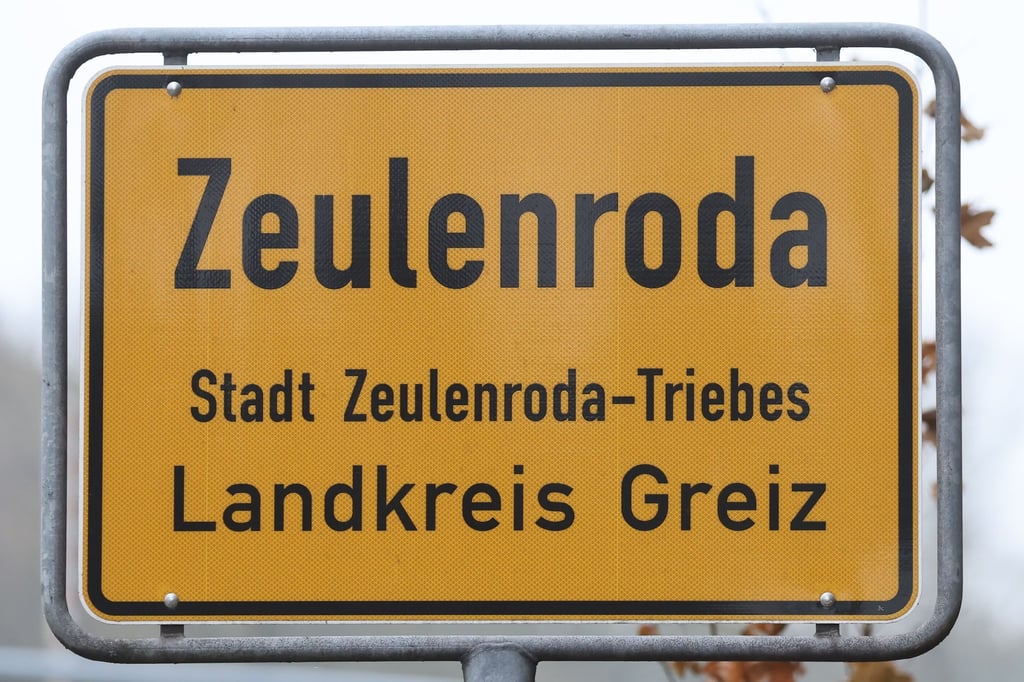 Zeulenroda
Stadt Zeulenroda-Triebes
Landkreis Greiz